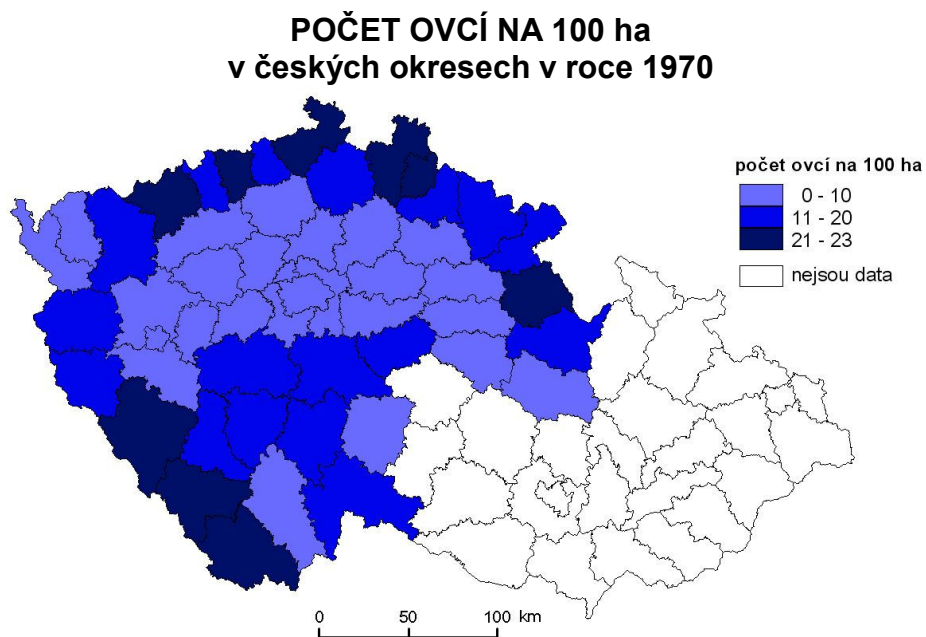 POČET OVCÍ NA 100 ha
v českých okresech v roce 1970
počet ovcí na 100 ha
0 - 10
11 - 20
21 - 23
nejsou data
0 50 100 km